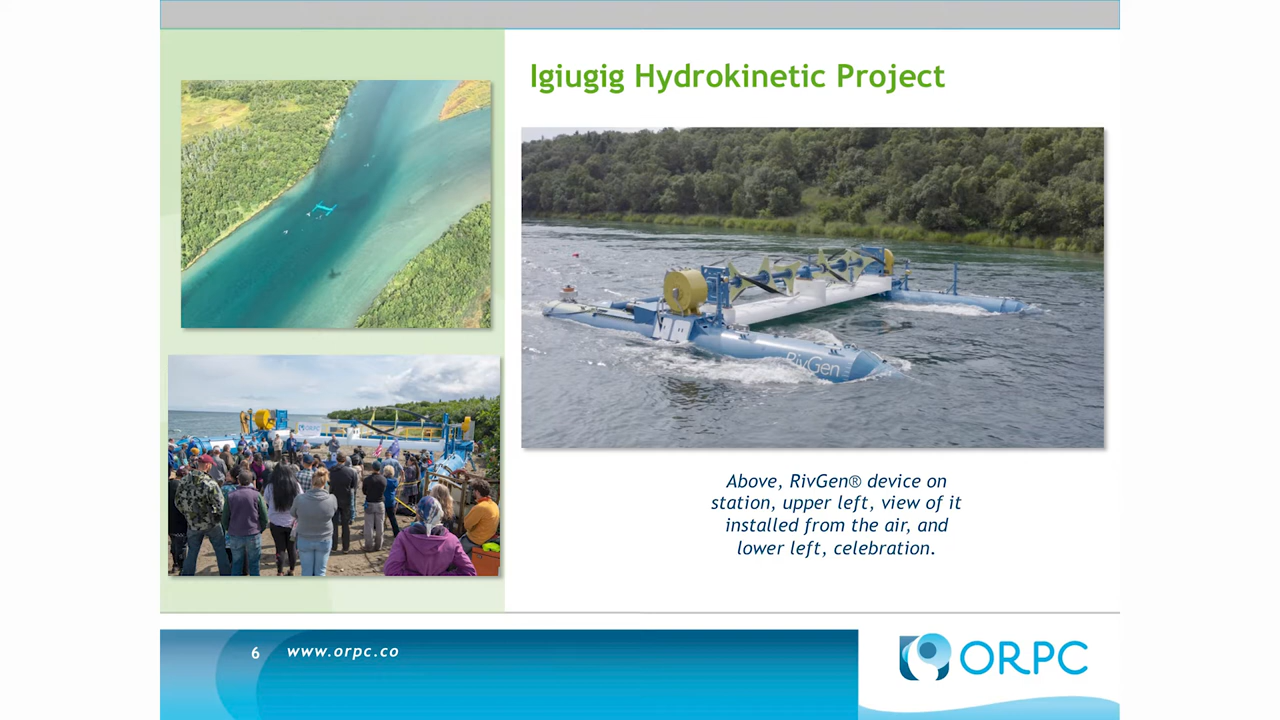 Igiugig Hydrokinetic Project
RivGen
Above, RivGen® device on
station, upper left, view of it
installed from the air, and
lower left, celebration.
6
www.orpc.co
ORPC